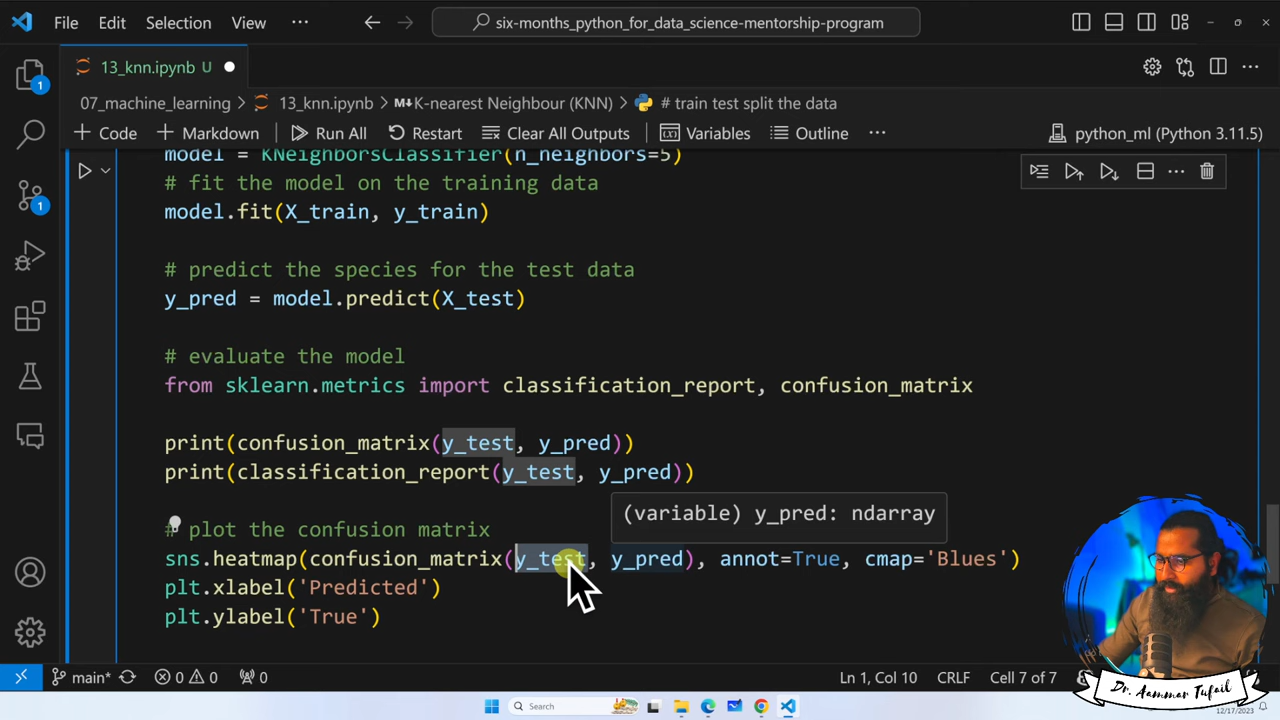 File Edit Selection View ... six-months_python_for_data_science-mentorship-program
13_knn.ipynb U
07_machine_learning > 13_knn.ipynb > K-nearest Neighbour (KNN) > # train test split the data
+ Code + Markdown Run All Restart Clear All Outputs Variables Outline ... python_ml (Python 3.11.5)
model = KNeighborsClassifier(n_neighbors=5)
# fit the model on the training data
model.fit(X_train, y_train)
# predict the species for the test data
y_pred = model.predict(X_test)
# evaluate the model
from sklearn.metrics import classification_report, confusion_matrix
print(confusion_matrix(y_test, y_pred))
print(classification_report(y_test, y_pred))
(variable) y_pred: ndarray
# plot the confusion matrix
sns.heatmap(confusion_matrix(y_test, y_pred), annot=True, cmap='Blues')
plt.xlabel('Predicted')
plt.ylabel('True')
main* 0 0 0 Ln 1, Col 10 CRLF Cell 7 of 7
Dr. Aammar Tufail
Search
12/17/2023
1
1